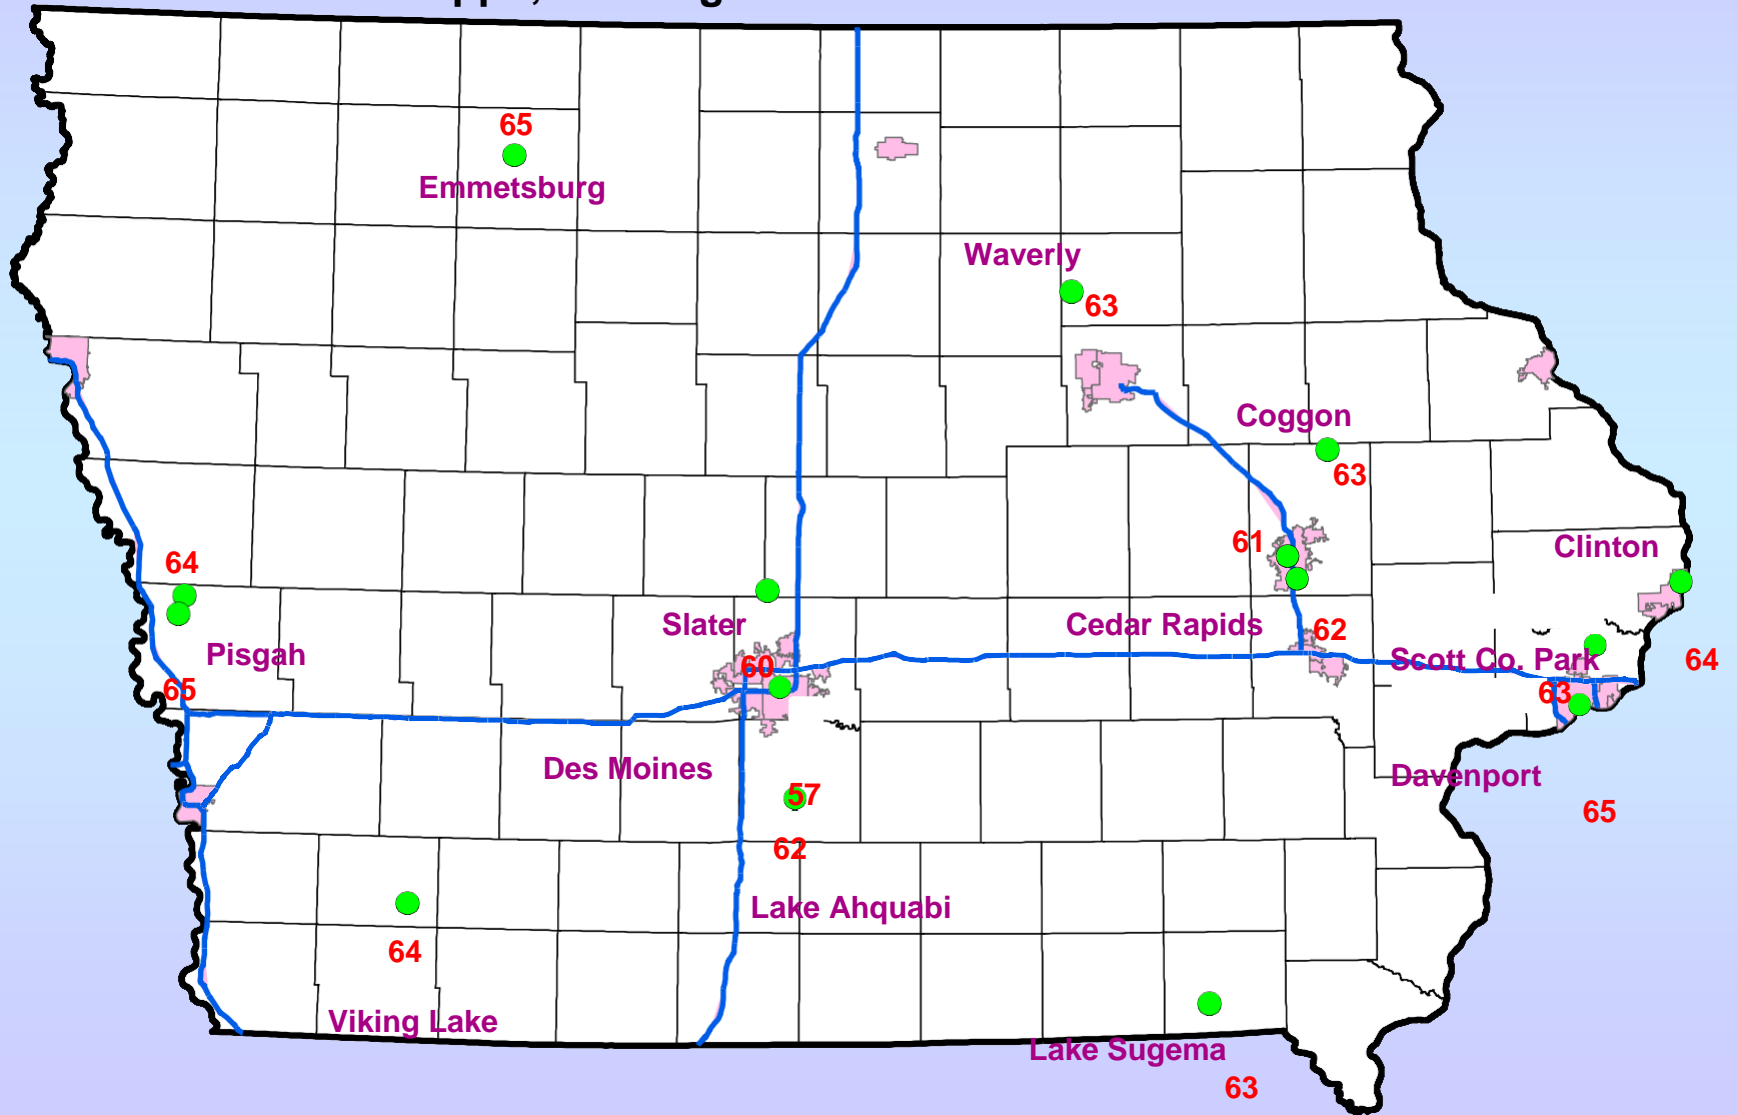 65
Emmetsburg
Waverly
63
Coggon
63
61
64
Clinton
Slater
Cedar Rapids
62
Pisgah
60
Scott Co. Park
64
65
63
Des Moines
Davenport
57
65
62
Lake Ahquabi
64
Viking Lake
Lake Sugema
63